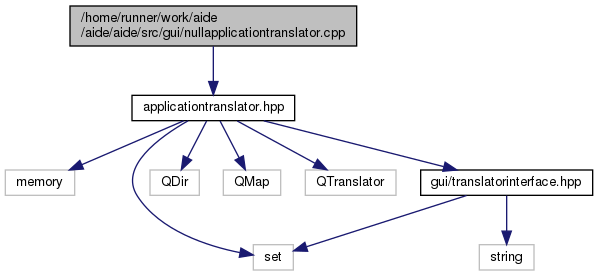 /home/runner/work/aide
/aide/aide/src/gui/nullapplicationtranslator.cpp
applicationtranslator.hpp
memory
QDir
QMap
QTranslator
gui/translatorinterface.hpp
set
string